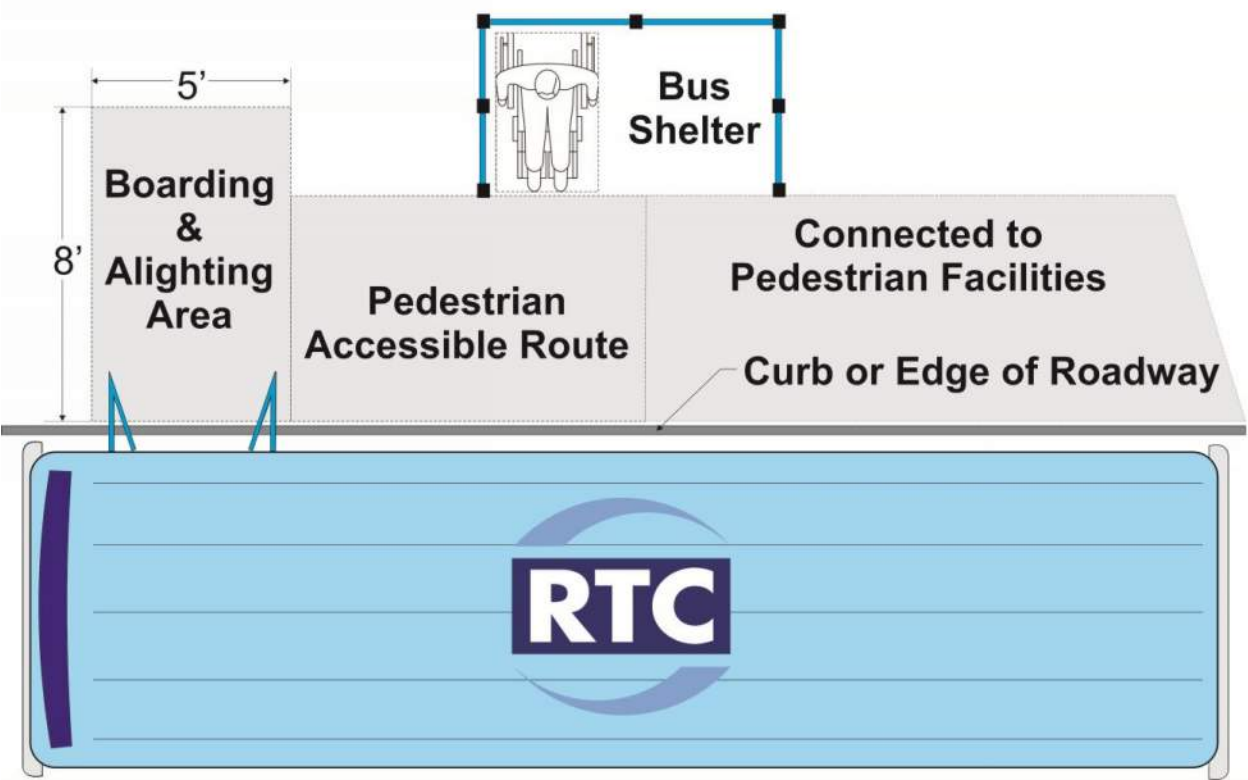 5’
Bus
Shelter
Boarding
&
Alighting
Area
8’
Pedestrian
Accessible Route
Connected to
Pedestrian Facilities
Curb or Edge of Roadway
RTC